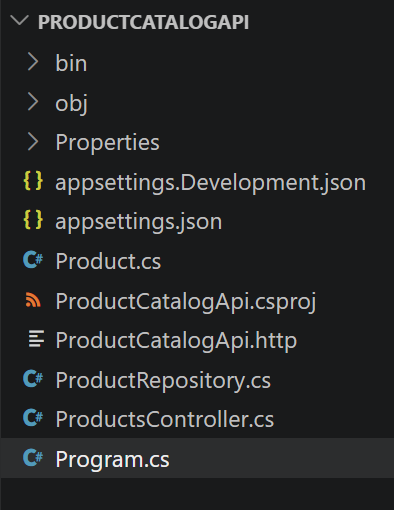 PRODUCTCATALOGAPI
bin
obj
Properties
{} appsettings.Development.json
{} appsettings.json
C# Product.cs
ProductCatalogApi.csproj
ProductCatalogApi.http
C# ProductRepository.cs
C# ProductsController.cs
C# Program.cs